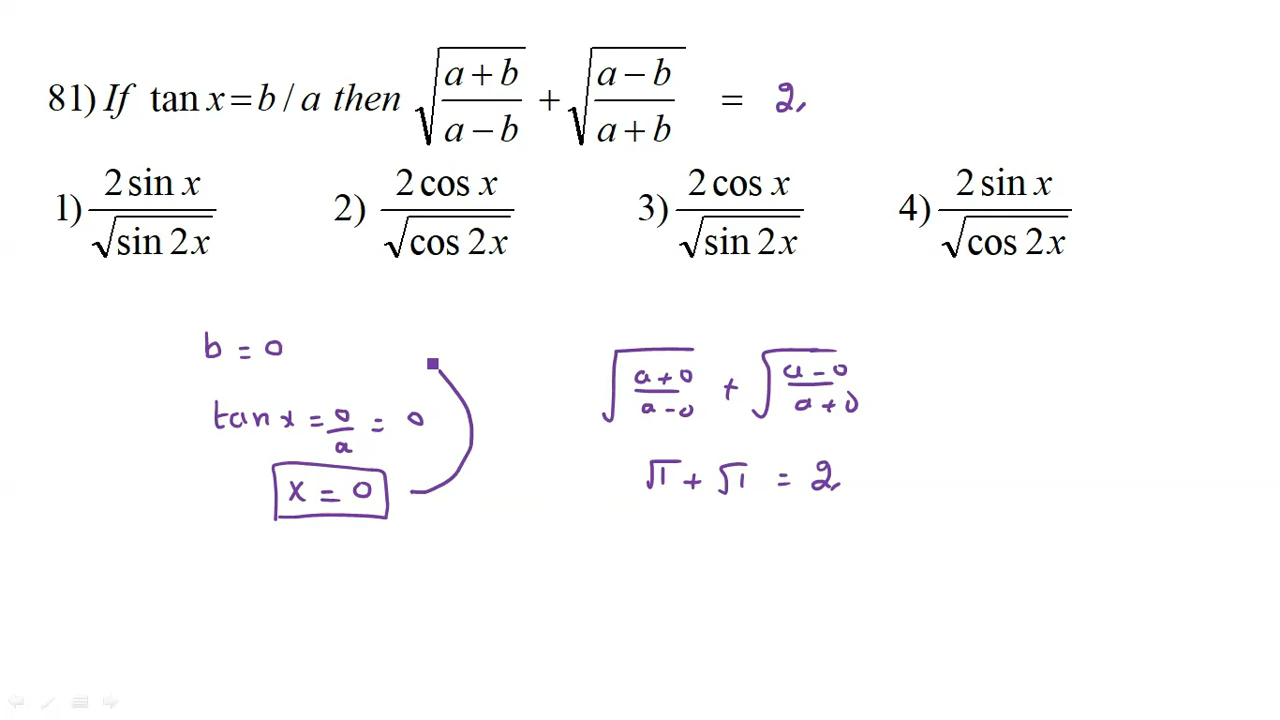 81) If tan x = b / a then √((a + b)/(a − b)) + √((a − b)/(a + b)) = 2,
1) 2 sin x/√(sin 2x) 2) 2 cos x/√(cos 2x) 3) 2 cos x/√(sin 2x) 4) 2 sin x/√(cos 2x)
b = 0
√((a+0)/(a−0)) + √((a−0)/(a+0))
tan x = 0/a = 0
x = 0
√1 + √1 = 2,